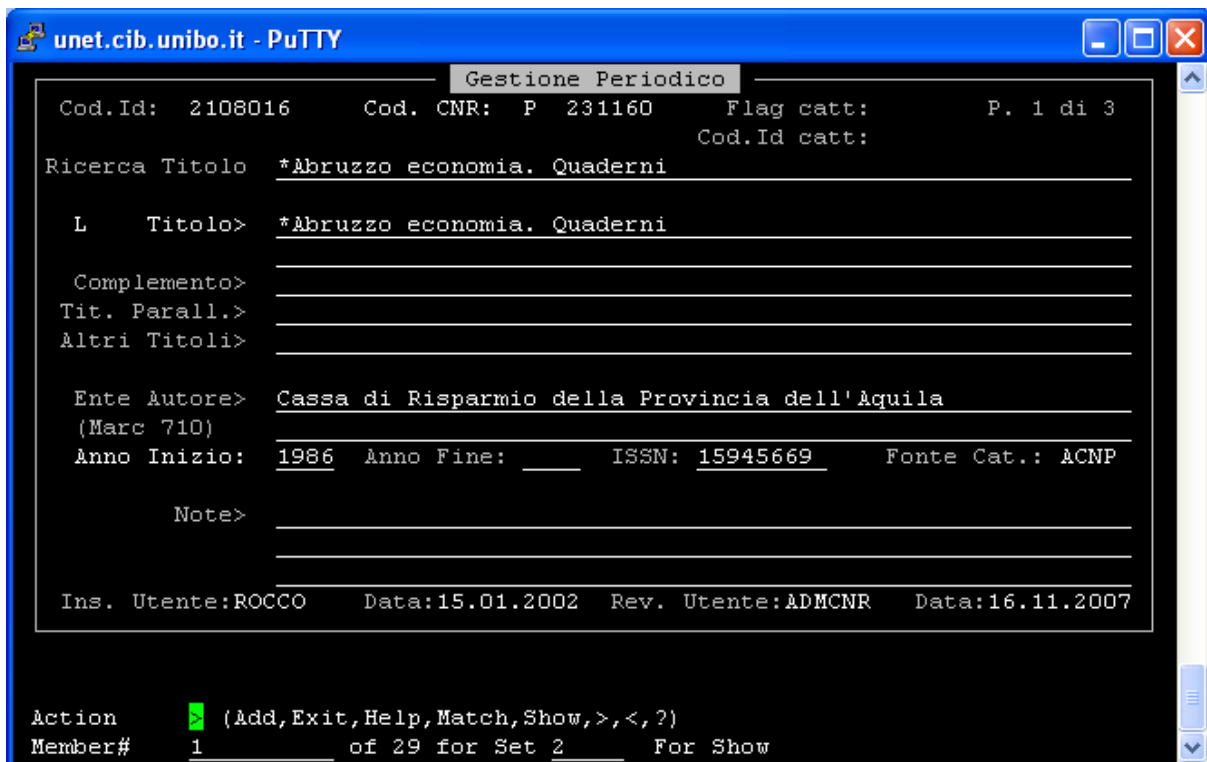 unet.cib.unibo.it - PuTTY
Gestione Periodico
Cod.Id: 2108016 Cod. CNR: P 231160 Flag catt: P. 1 di 3
Cod.Id catt:
Ricerca Titolo *Abruzzo economia. Quaderni
L Titolo> *Abruzzo economia. Quaderni
Complemento>
Tit. Parall.>
Altri Titoli>
Ente Autore> Cassa di Risparmio della Provincia dell'Aquila
(Marc 710)
Anno Inizio: 1986 Anno Fine: ____ ISSN: 15945669 Fonte Cat.: ACNP
Note>
Ins. Utente:ROCCO Data:15.01.2002 Rev. Utente:ADMCNR Data:16.11.2007
Action > (Add,Exit,Help,Match,Show,>,<,?)
Member# 1 of 29 for Set 2 For Show